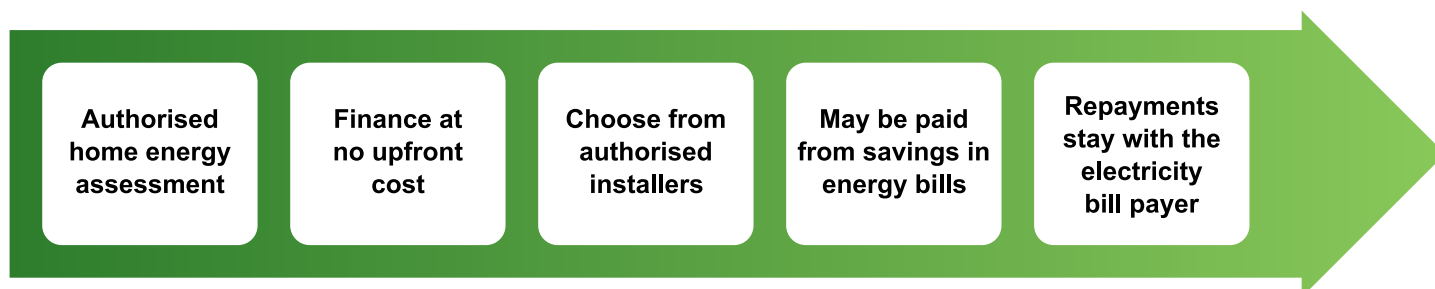 Authorised
home energy
assessment
Finance at
no upfront
cost
Choose from
authorised
installers
May be paid
from savings in
energy bills
Repayments
stay with the
electricity
bill payer